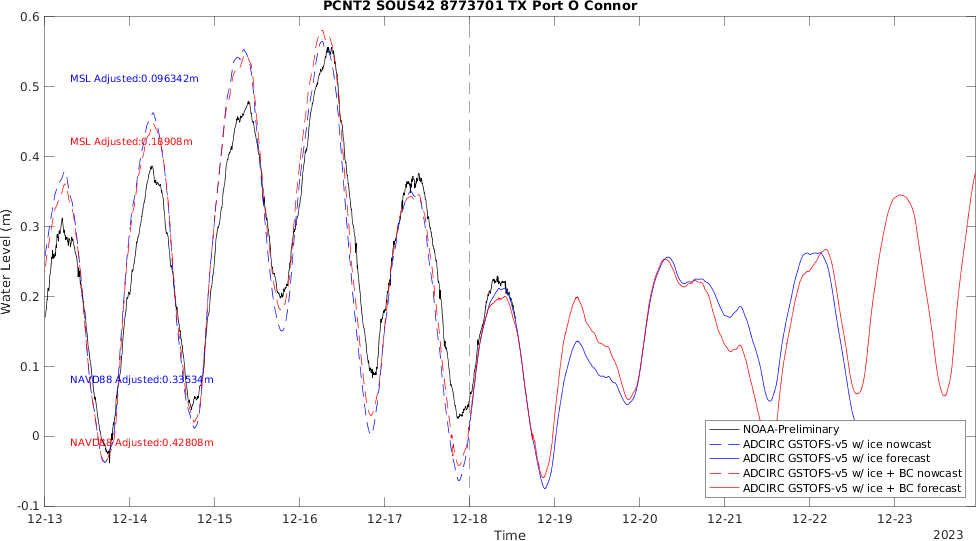 PCNT2 SOUS42 8773701 TX Port O Connor
0.6
0.5
0.4
0.3
0.2
0.1
0
-0.1
Water Level (m)
MSL Adjusted:0.096342m
MSL Adjusted:0.18908m
NAVD88 Adjusted:0.33534m
NAVD88 Adjusted:0.42808m
NOAA-Preliminary
ADCIRC GSTOFS-v5 w/ ice nowcast
ADCIRC GSTOFS-v5 w/ ice forecast
ADCIRC GSTOFS-v5 w/ ice + BC nowcast
ADCIRC GSTOFS-v5 w/ ice + BC forecast
12-13 12-14 12-15 12-16 12-17 12-18 12-19 12-20 12-21 12-22 12-23
Time
2023